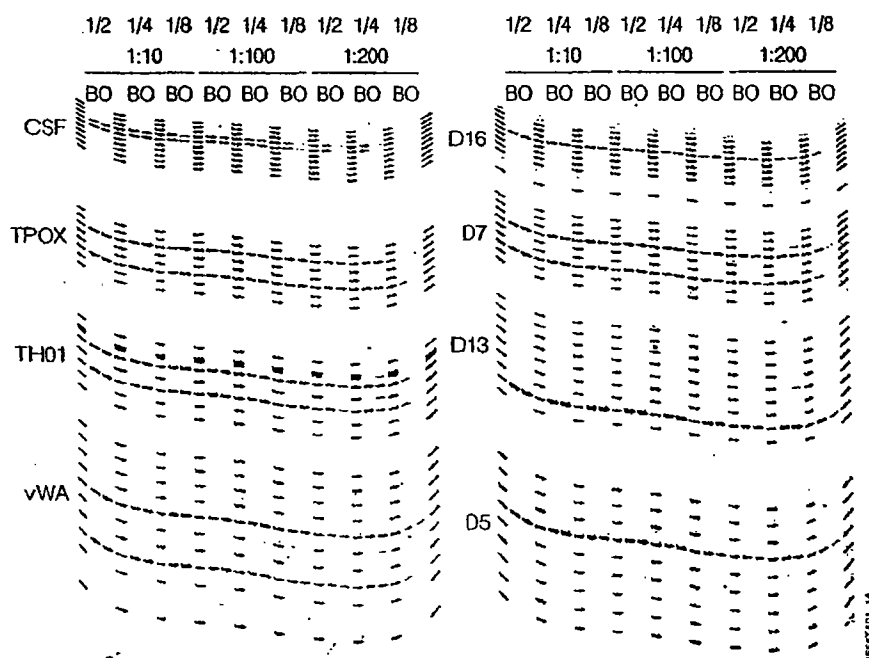 1/2 1/4 1/8 1/2 1/4 1/8 1/2 1/4 1/8
1:10 1:100 1:200
BO BO BO BO BO BO BO BO BO
CSF
TPOX
TH01
vWA
1/2 1/4 1/8 1/2 1/4 1/8 1/2 1/4 1/8
1:10 1:100 1:200
BO BO BO BO BO BO BO BO BO
D16
D7
D13
D5